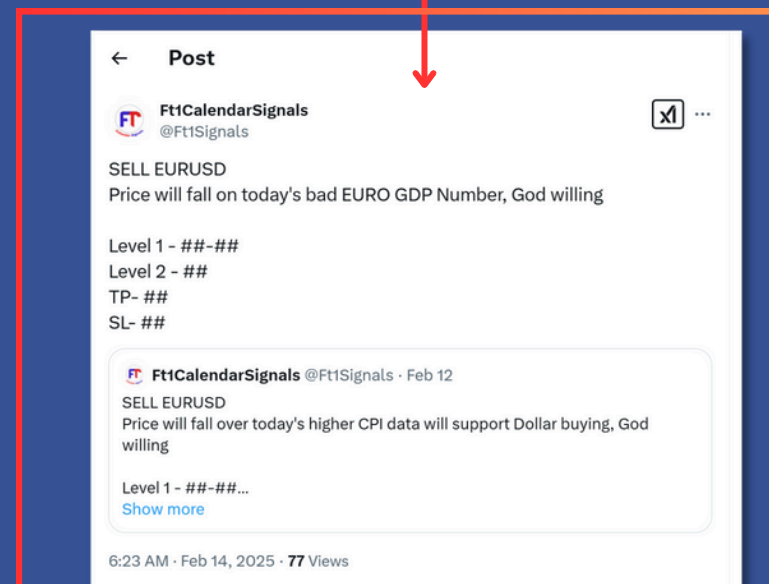 ← Post
FT Ft1CalendarSignals
@Ft1Signals
SELL EURUSD
Price will fall on today's bad EURO GDP Number, God willing
Level 1 - ##-##
Level 2 - ##
TP- ##
SL- ##
FT Ft1CalendarSignals @Ft1Signals · Feb 12
SELL EURUSD
Price will fall over today's higher CPI data will support Dollar buying, God
willing
Level 1 - ##-##...
Show more
6:23 AM · Feb 14, 2025 · 77 Views